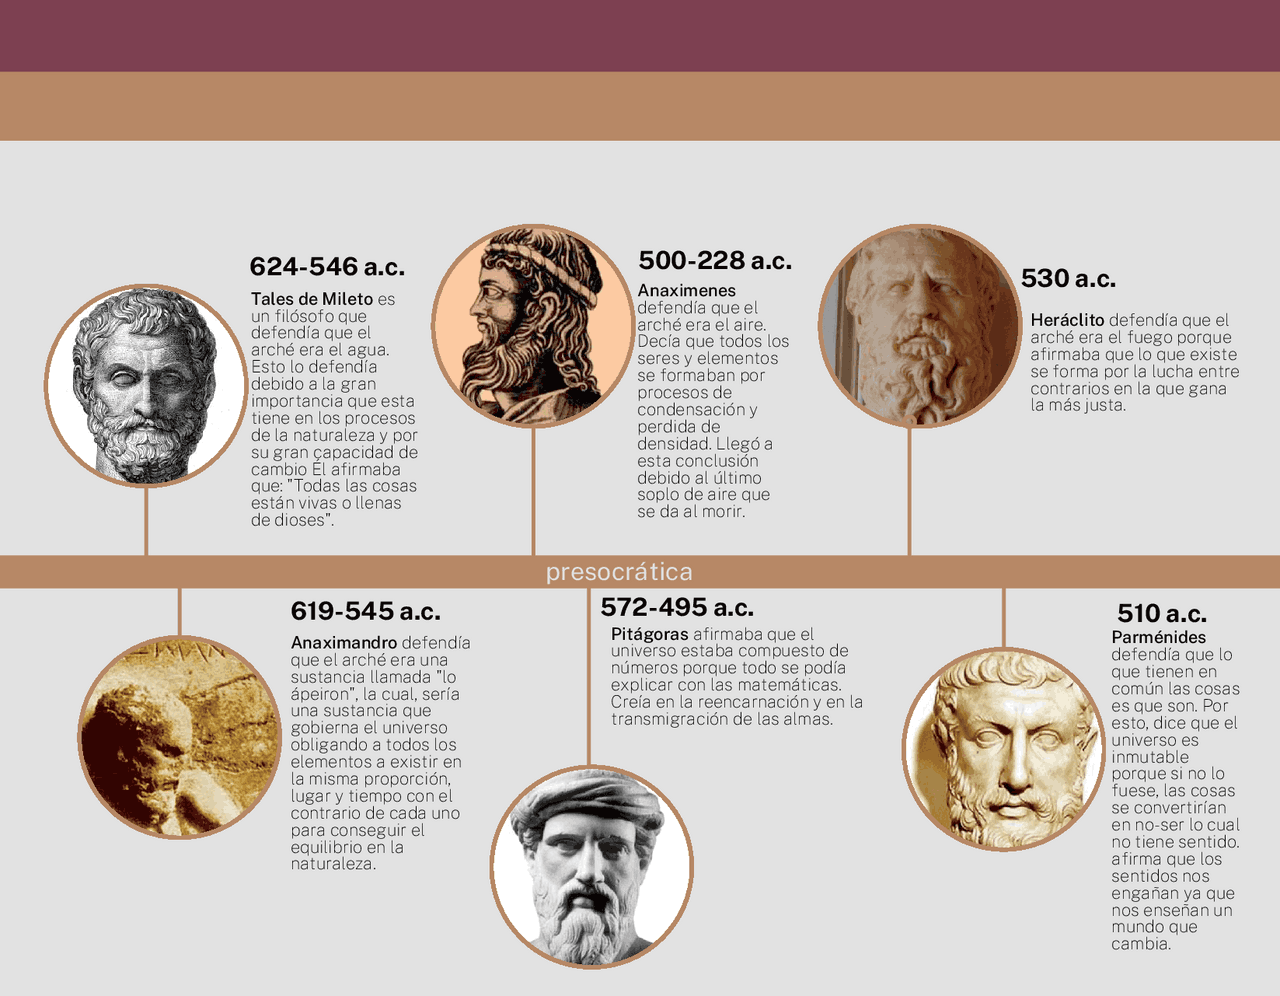 624-546 a.c.
Tales de Mileto es
un filósofo que
defendía que el
arché era el agua.
Esto lo defendía
debido a la gran
importancia que esta
tiene en los procesos
de la naturaleza y por
su gran capacidad de
cambio Él afirmaba
que: "Todas las cosas
están vivas o llenas
de dioses".
500-228 a.c.
Anaximenes
defendía que el
arché era el aire.
Decía que todos los
seres y elementos
se formaban por
procesos de
condensación y
perdida de
densidad. Llegó a
esta conclusión
debido al último
soplo de aire que
se da al morir.
530 a.c.
Heráclito defendía que el
arché era el fuego porque
afirmaba que lo que existe
se forma por la lucha entre
contrarios en la que gana
la más justa.
presocrática
619-545 a.c.
Anaximandro defendía
que el arché era una
sustancia llamada "lo
ápeiron", la cual, sería
una sustancia que
gobierna el universo
obligando a todos los
elementos a existir en
la misma proporción,
lugar y tiempo con el
contrario de cada uno
para conseguir el
equilibrio en la
naturaleza.
572-495 a.c.
Pitágoras afirmaba que el
universo estaba compuesto de
números porque todo se podía
explicar con las matemáticas.
Creía en la reencarnación y en la
transmigración de las almas.
510 a.c.
Parménides
defendía que lo
que tienen en
común las cosas
es que son. Por
esto, dice que el
universo es
inmutable
porque si no lo
fuese, las cosas
se convertirían
en no-ser lo cual
no tiene sentido.
afirma que los
sentidos nos
engañan ya que
nos enseñan un
mundo que
cambia.